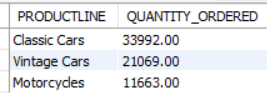 PRODUCTLINE QUANTITY_ORDERED
Classic Cars 33992.00
Vintage Cars 21069.00
Motorcycles 11663.00